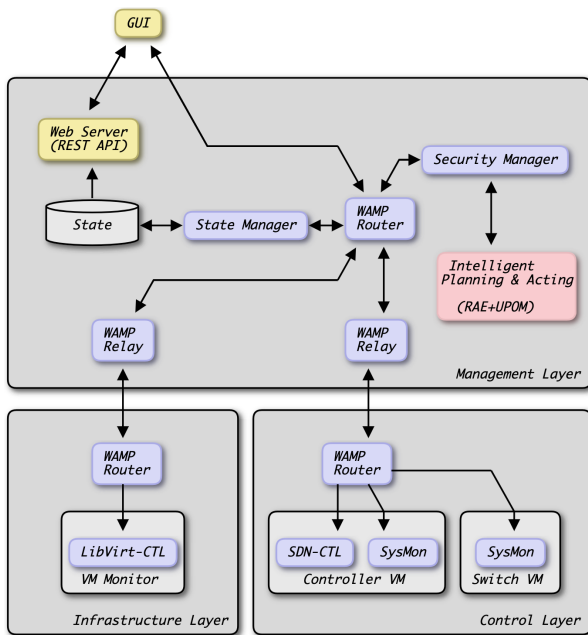 GUI
Web Server
(REST API)
Security Manager
State
State Manager
WAMP
Router
Intelligent
Planning & Acting
(RAE+UPOM)
WAMP
Relay
WAMP
Relay
Management Layer
WAMP
Router
WAMP
Router
LibVirt-CTL
VM Monitor
SDN-CTL
SysMon
Controller VM
SysMon
Switch VM
Infrastructure Layer
Control Layer